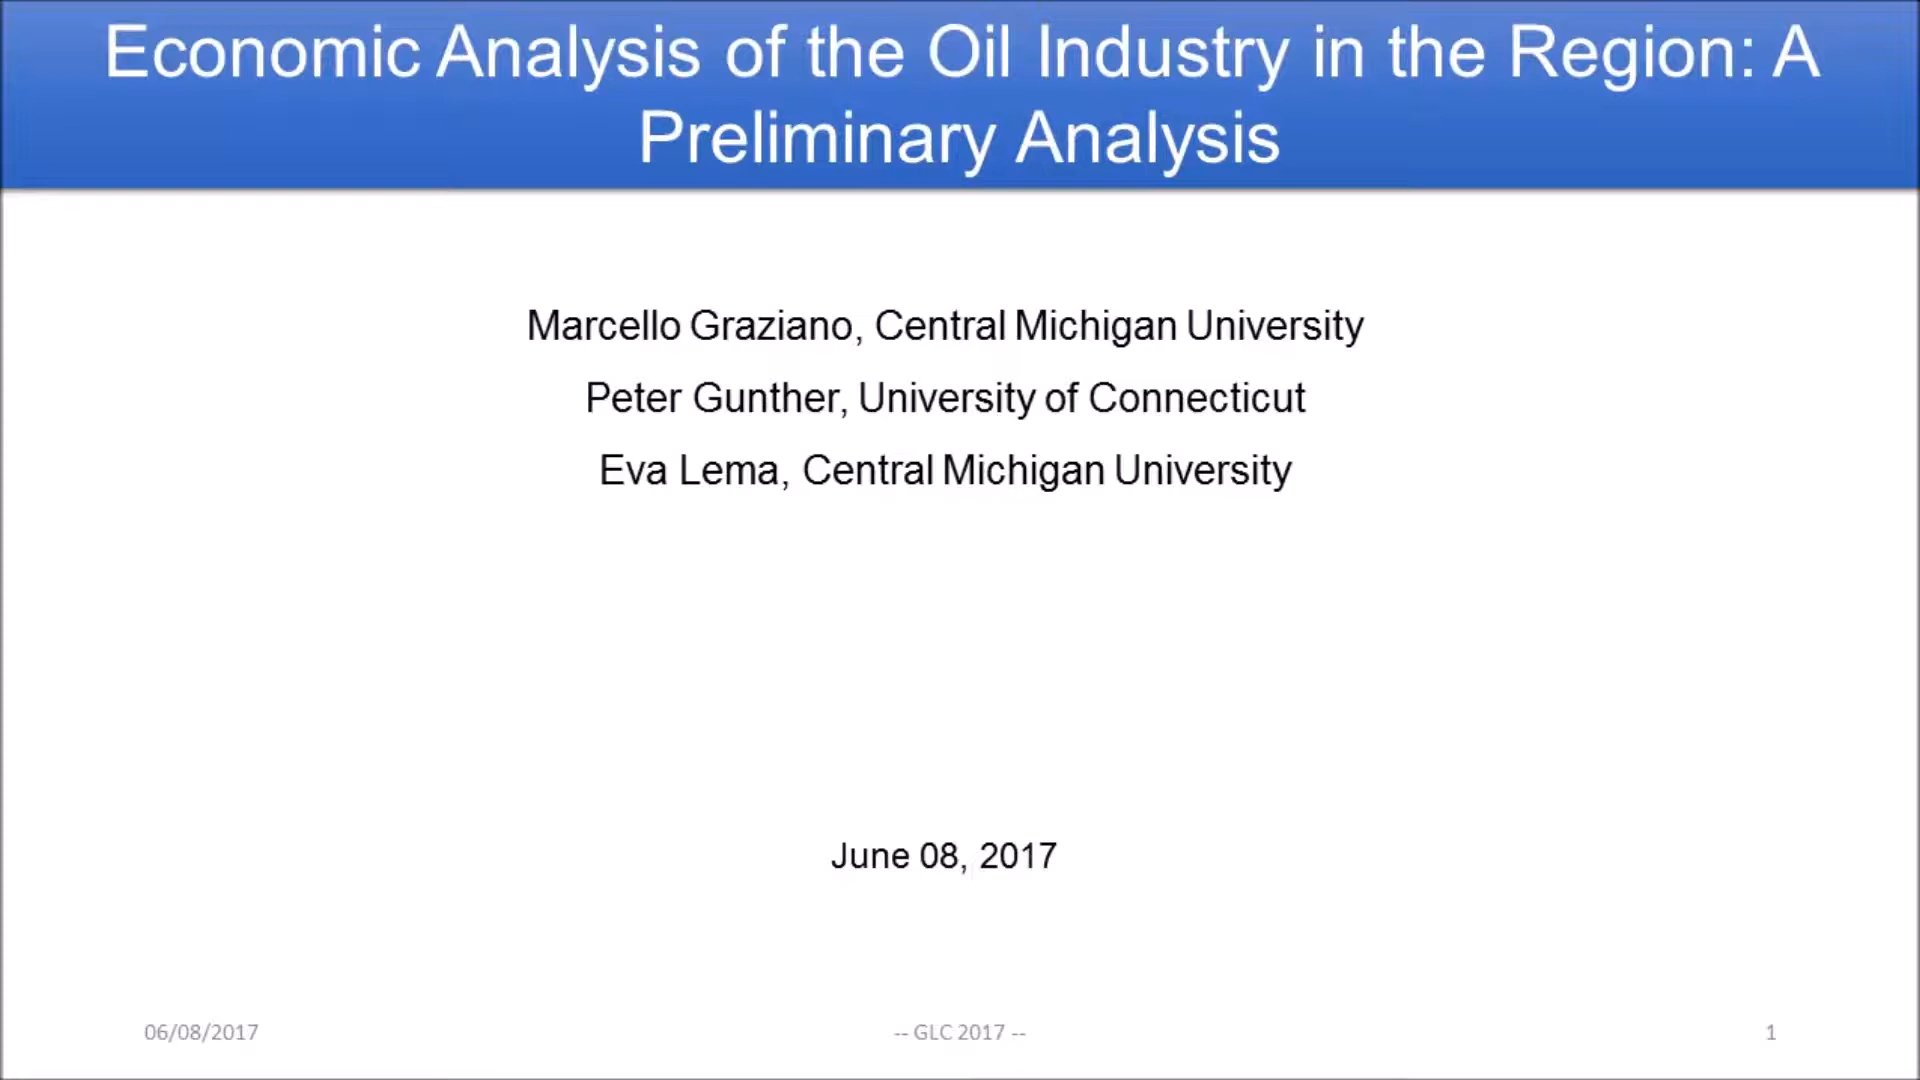 Economic Analysis of the Oil Industry in the Region: A
Preliminary Analysis
Marcello Graziano, Central Michigan University
Peter Gunther, University of Connecticut
Eva Lema, Central Michigan University
June 08, 2017
06/08/2017
-- GLC 2017 --
1